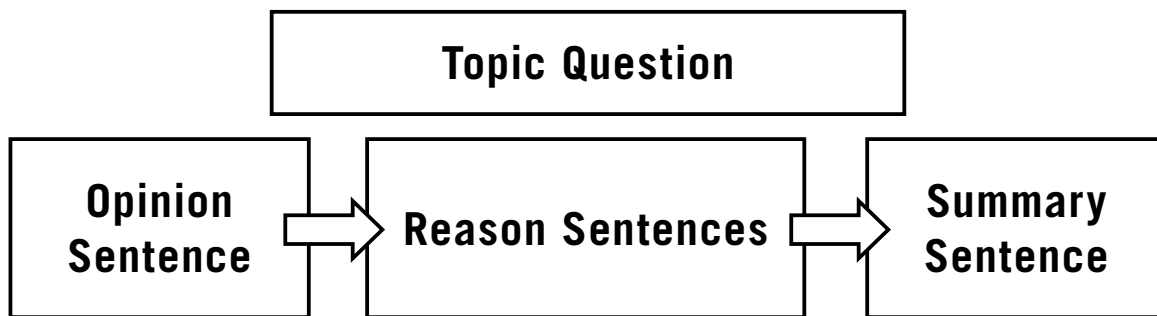 Topic Question
Opinion
Sentence
Reason Sentences
Summary
Sentence